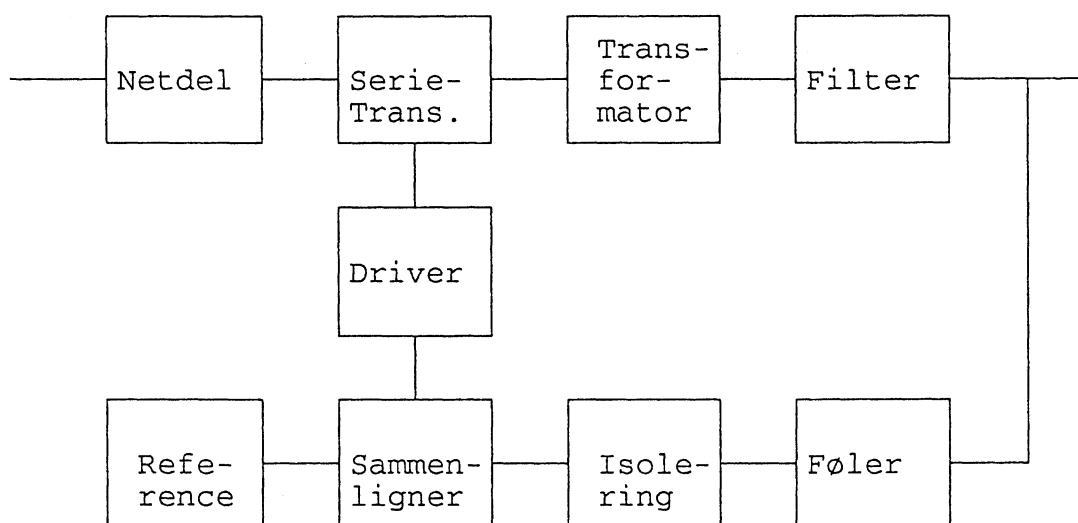 Netdel
Serie-
Trans.
Trans-
for-
mator
Filter
Driver
Refe-
rence
Sammen-
ligner
Isole-
ring
Føler